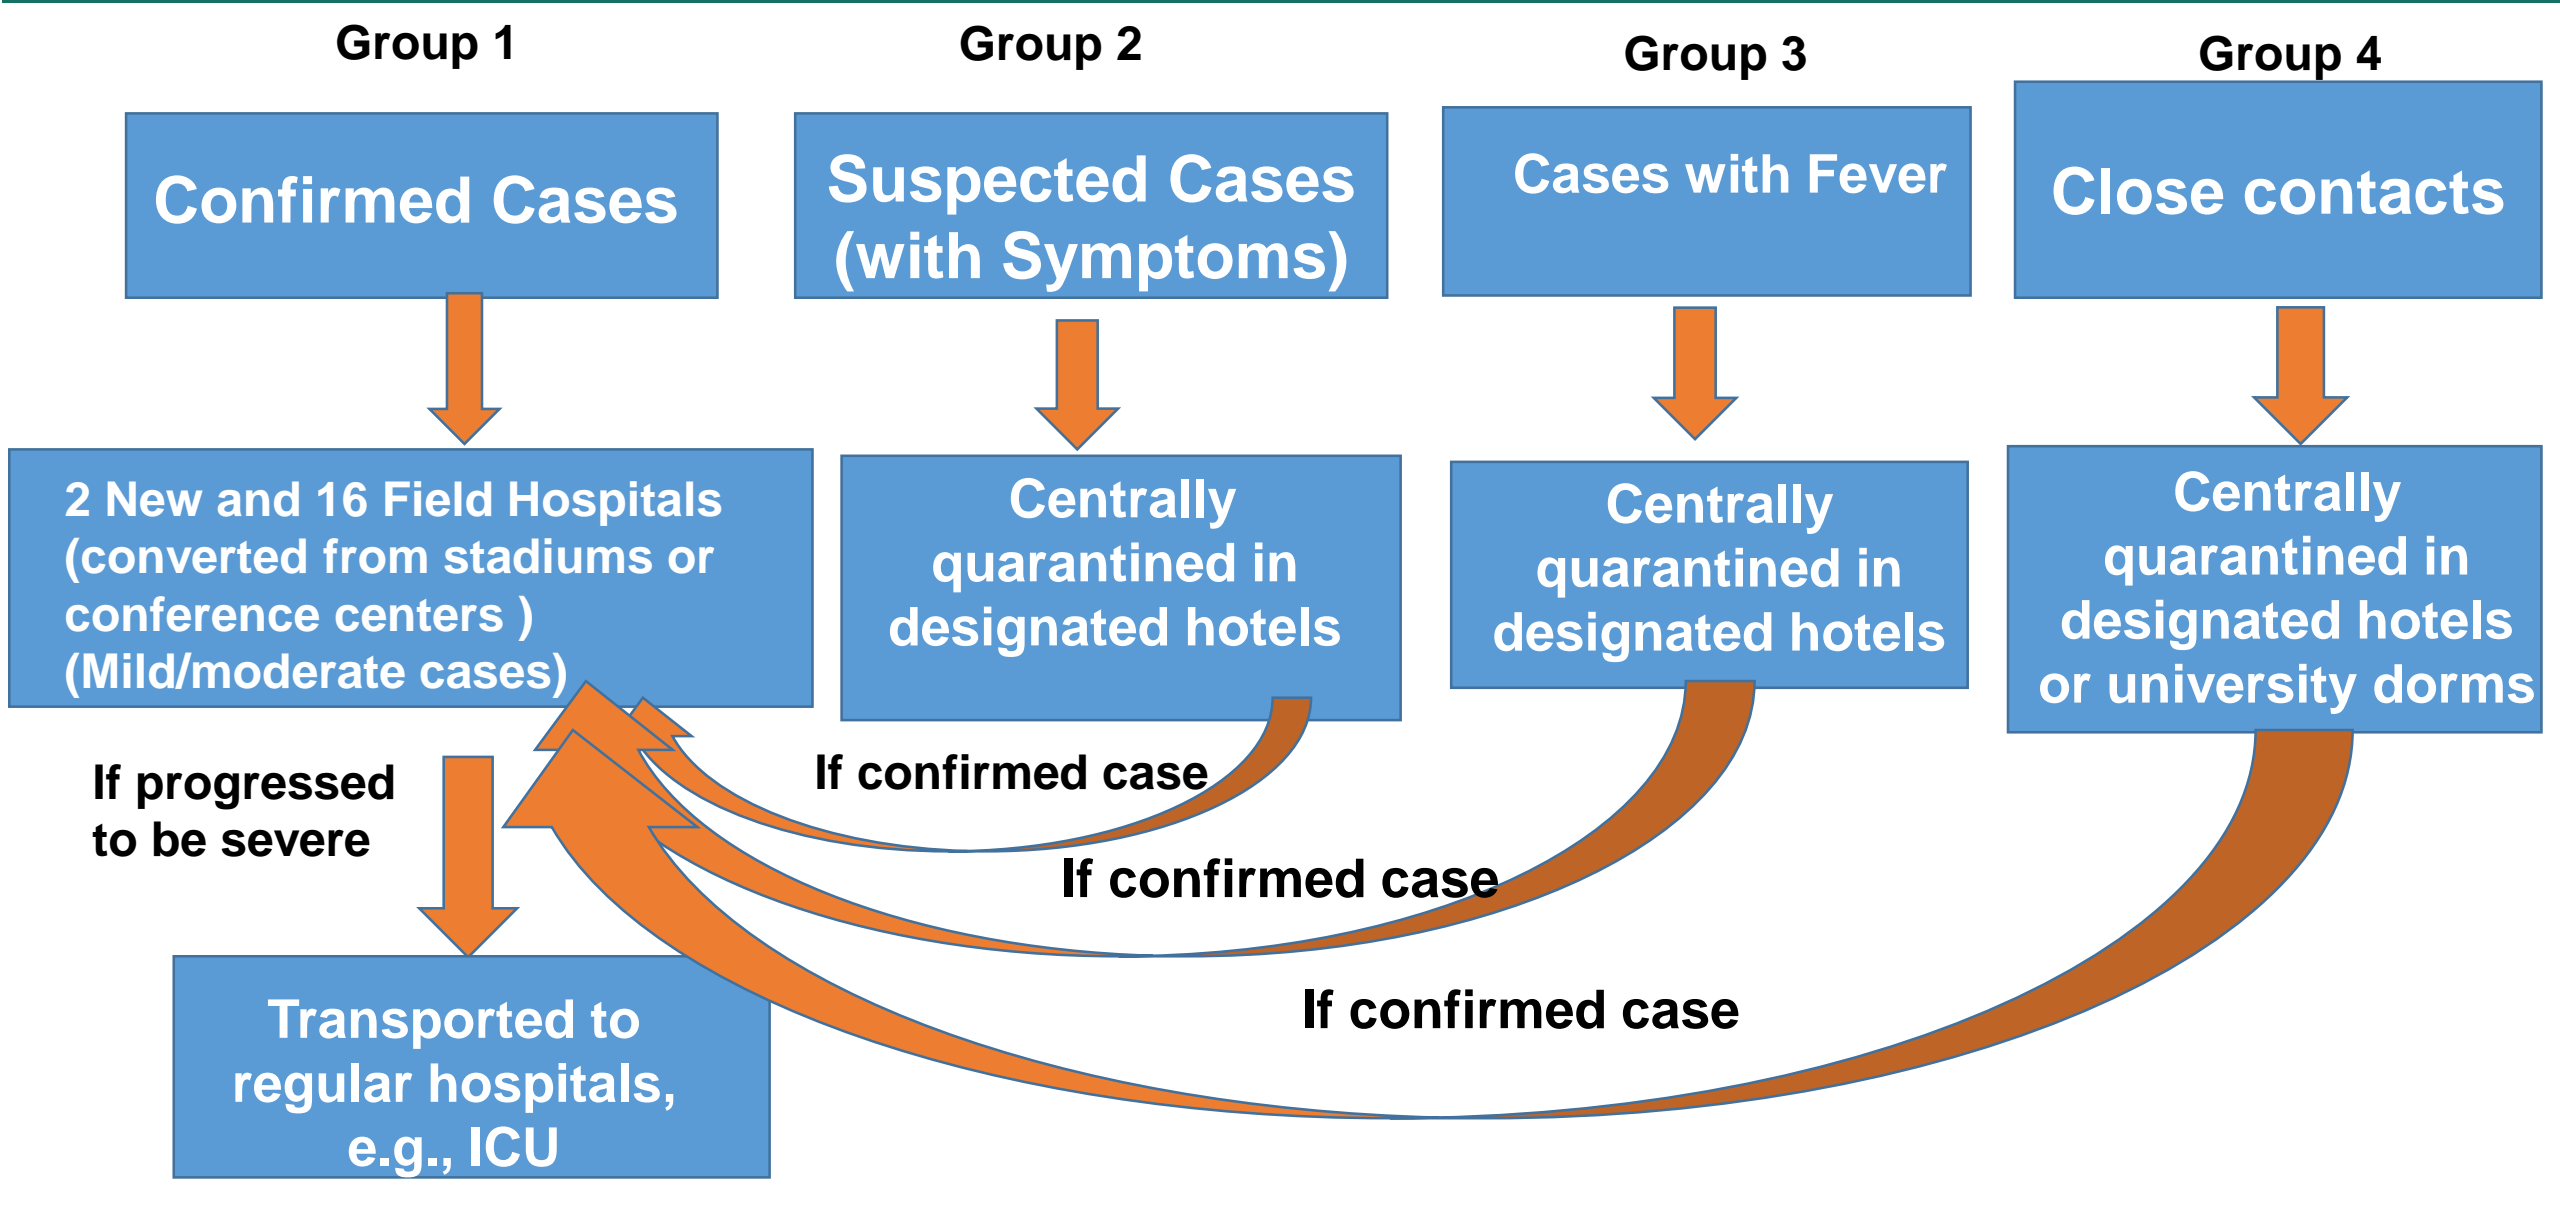 Group 1
Group 2
Group 3
Group 4
Confirmed Cases
Suspected Cases
(with Symptoms)
Cases with Fever
Close contacts
2 New and 16 Field Hospitals
(converted from stadiums or
conference centers )
(Mild/moderate cases)
Centrally
quarantined in
designated hotels
Centrally
quarantined in
designated hotels
Centrally
quarantined in
designated hotels
or university dorms
If progressed
to be severe
If confirmed case
If confirmed case
If confirmed case
Transported to
regular hospitals,
e.g., ICU